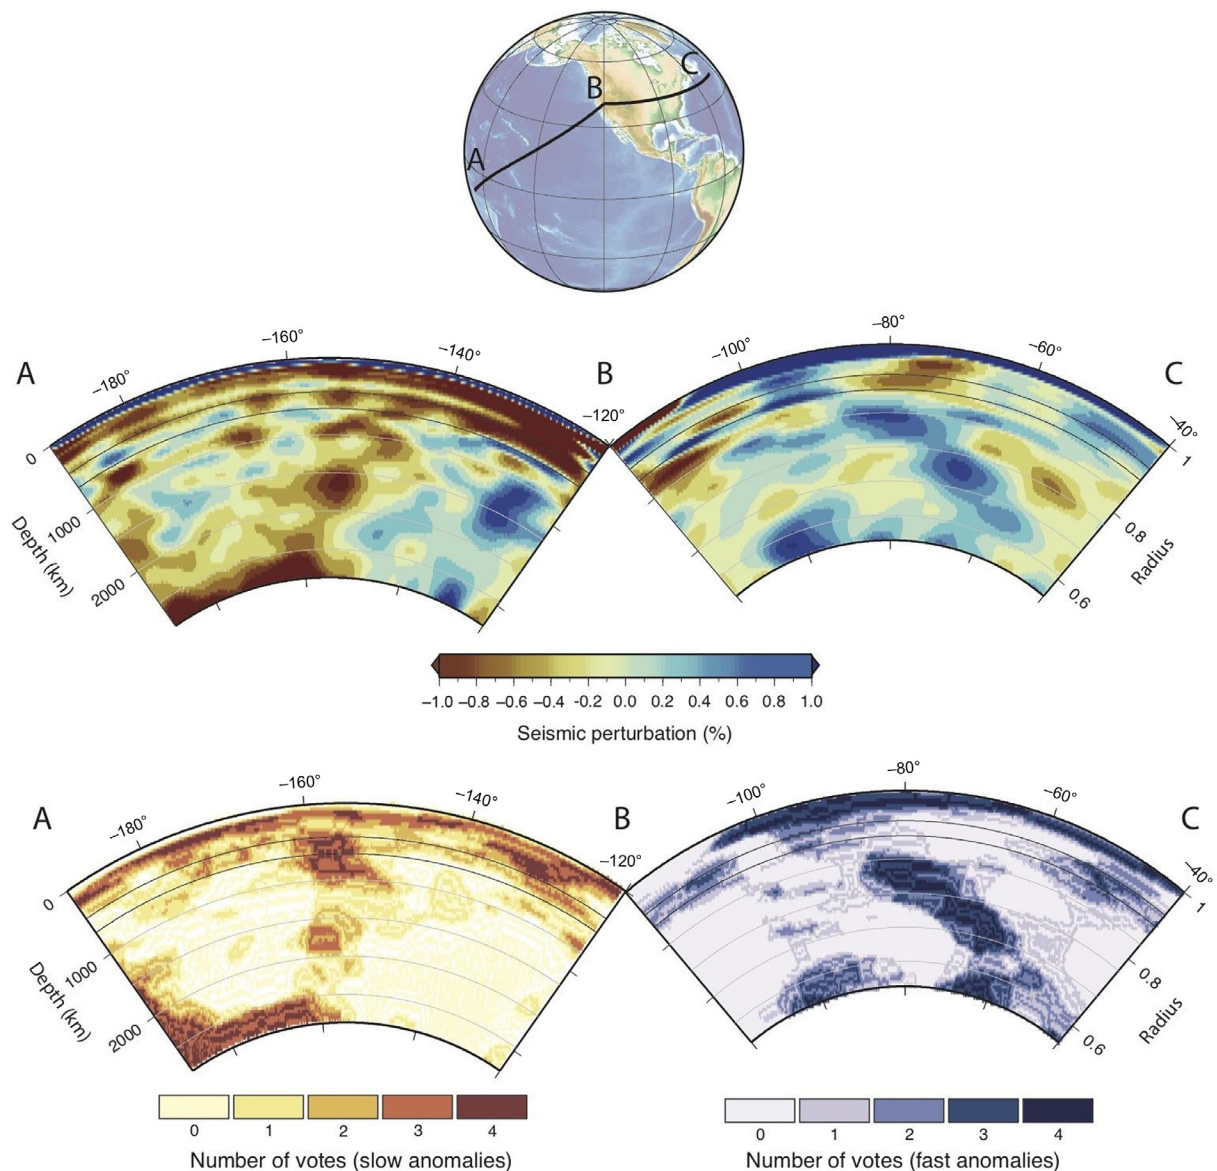 C
B
A
–80°
–160°
–100°
–60°
–140°
A
–180°
B
C
–120°
–40°
0
1
1000
0.8
Depth (km)
Radius
2000
0.6
–1.0 –0.8 –0.6 –0.4 -0.2 0.0 0.2 0.4 0.6 0.8 1.0
Seismic perturbation (%)
–80°
–160°
–100°
–60°
–140°
A
–180°
B
C
–120°
–40°
0
1
1000
0.8
Depth (km)
Radius
2000
0.6
0 1 2 3 4
Number of votes (slow anomalies)
0 1 2 3 4
Number of votes (fast anomalies)